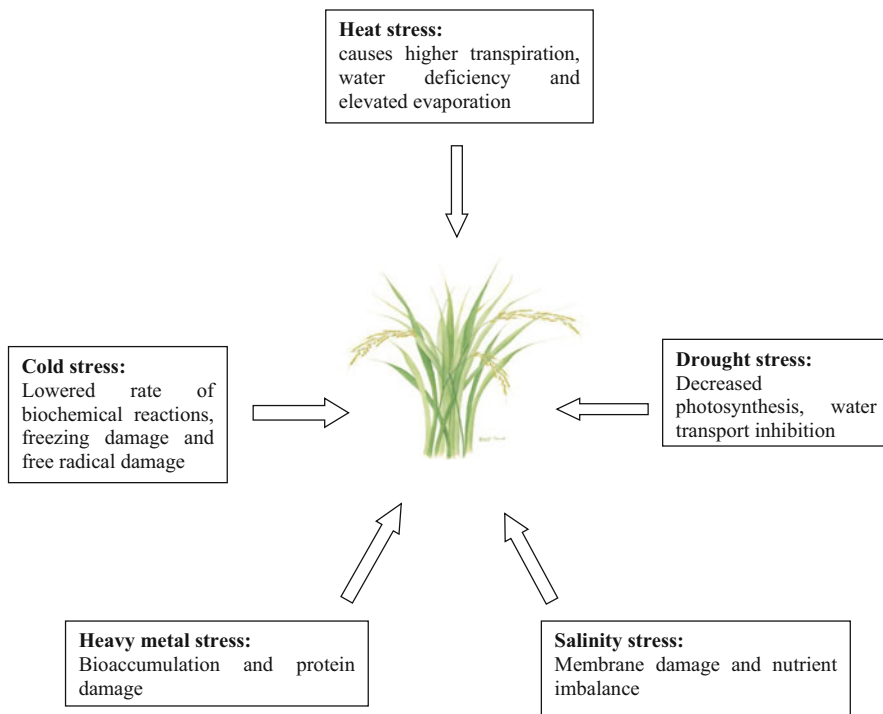 Heat stress:
causes higher transpiration,
water deficiency and
elevated evaporation
Cold stress:
Lowered rate of
biochemical reactions,
freezing damage and
free radical damage
Drought stress:
Decreased
photosynthesis, water
transport inhibition
Heavy metal stress:
Bioaccumulation and protein
damage
Salinity stress:
Membrane damage and nutrient
imbalance